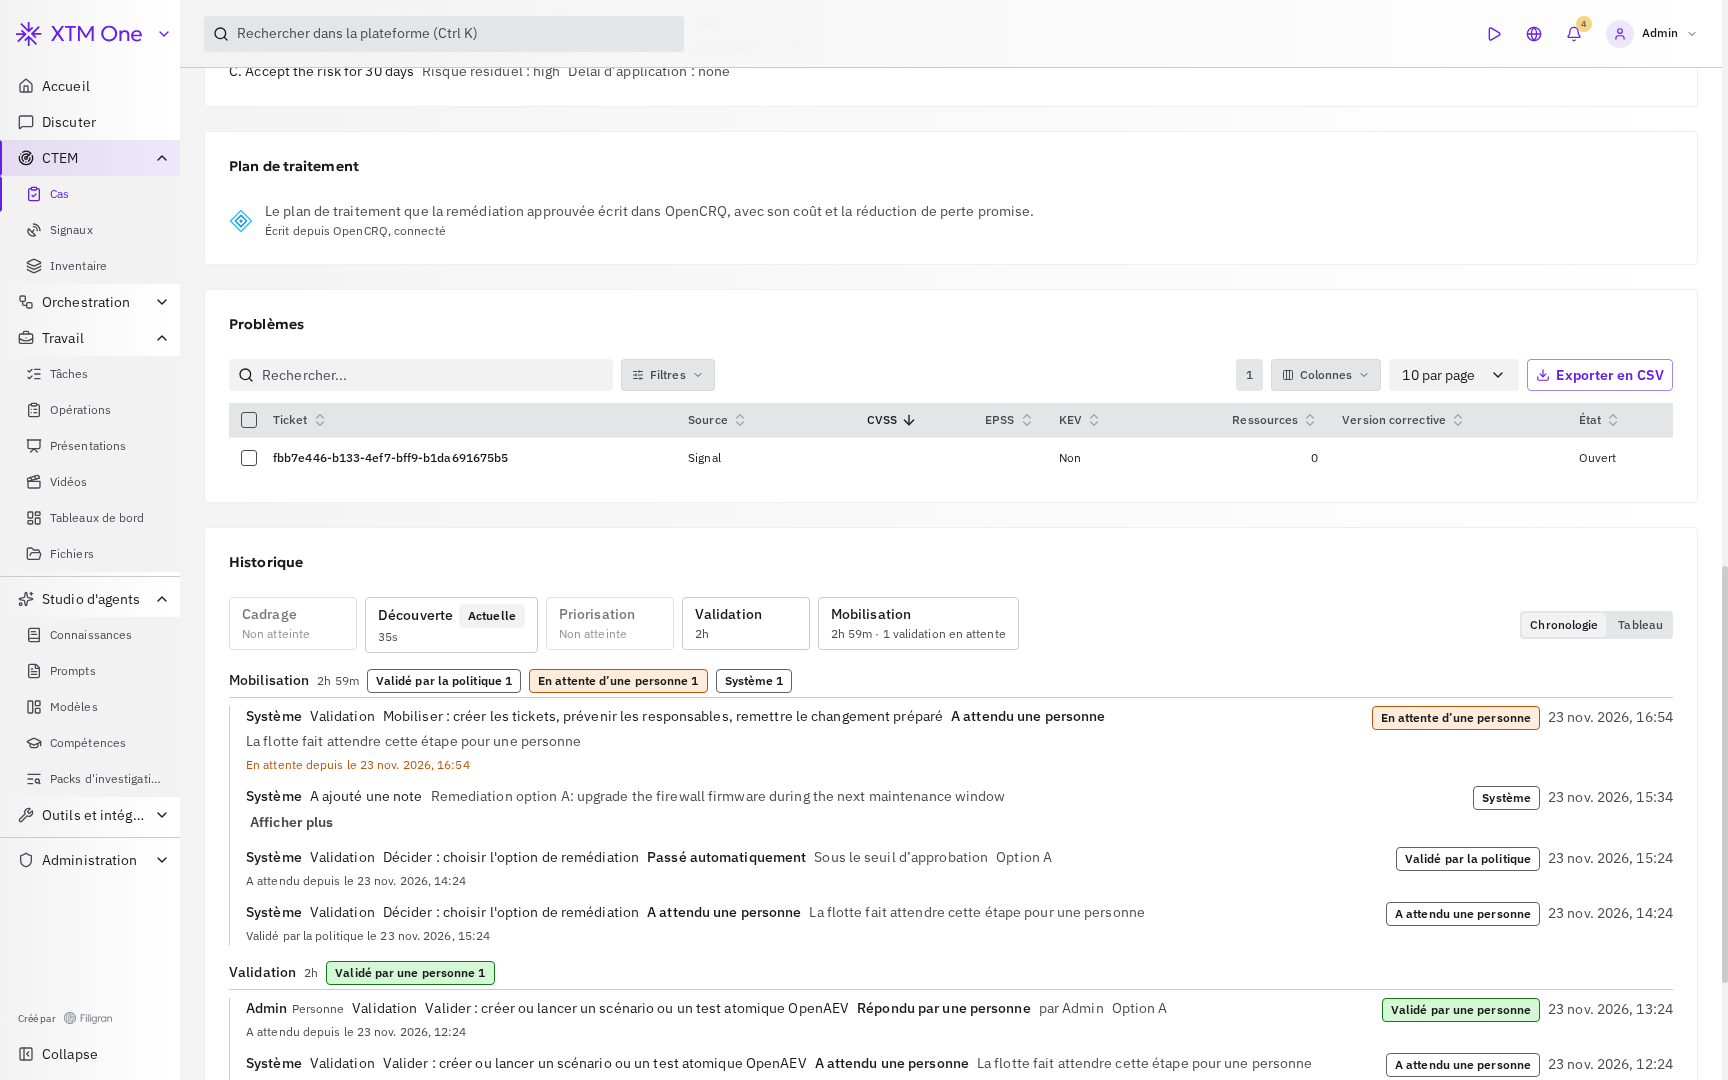 XTM One
Rechercher dans la plateforme (Ctrl K)
4
Admin
Accueil
Discuter
CTEM
Cas
Signaux
Inventaire
Orchestration
Travail
Tâches
Opérations
Présentations
Vidéos
Tableaux de bord
Fichiers
Studio d'agents
Connaissances
Prompts
Modèles
Compétences
Packs d'investigati...
Outils et intég...
Administration
Créé par Filigran
Collapse
C. Accept the risk for 30 days Risque résiduel : high Délai d'application : none
Plan de traitement
Le plan de traitement que la remédiation approuvée écrit dans OpenCRQ, avec son coût et la réduction de perte promise.
Écrit depuis OpenCRQ, connecté
Problèmes
Rechercher...
Filtres
1
Colonnes
10 par page
Exporter en CSV
Ticket Source CVSS EPSS KEV Ressources Version corrective État
fbb7e446-b133-4ef7-bff9-b1da691675b5 Signal Non 0 Ouvert
Historique
Cadrage
Non atteinte
Découverte Actuelle
35s
Priorisation
Non atteinte
Validation
2h
Mobilisation
2h 59m · 1 validation en attente
Chronologie Tableau
Mobilisation 2h 59m Validé par la politique 1 En attente d’une personne 1 Système 1
Système Validation Mobiliser : créer les tickets, prévenir les responsables, remettre le changement préparé A attendu une personne En attente d’une personne 23 nov. 2026, 16:54
La flotte fait attendre cette étape pour une personne
En attente depuis le 23 nov. 2026, 16:54
Système A ajouté une note Remediation option A: upgrade the firewall firmware during the next maintenance window Système 23 nov. 2026, 15:34
Afficher plus
Système Validation Décider : choisir l'option de remédiation Passé automatiquement Sous le seuil d’approbation Option A Validé par la politique 23 nov. 2026, 15:24
A attendu depuis le 23 nov. 2026, 14:24
Système Validation Décider : choisir l'option de remédiation A attendu une personne La flotte fait attendre cette étape pour une personne A attendu une personne 23 nov. 2026, 14:24
Validé par la politique le 23 nov. 2026, 15:24
Validation 2h Validé par une personne 1
Admin Personne Validation Valider : créer ou lancer un scénario ou un test atomique OpenAEV Répondu par une personne par Admin Option A Validé par une personne 23 nov. 2026, 13:24
A attendu depuis le 23 nov. 2026, 12:24
Système Validation Valider : créer ou lancer un scénario ou un test atomique OpenAEV A attendu une personne La flotte fait attendre cette étape pour une personne A attendu une personne 23 nov. 2026, 12:24